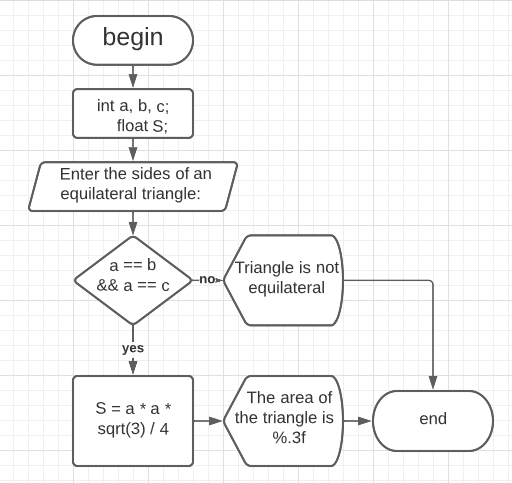 begin
int a, b, c;
float S;
Enter the sides of an
equilateral triangle:
a == b
&& a == c
no
Triangle is not
equilateral
yes
S = a * a *
sqrt(3) / 4
The area of
the triangle is
%.3f
end